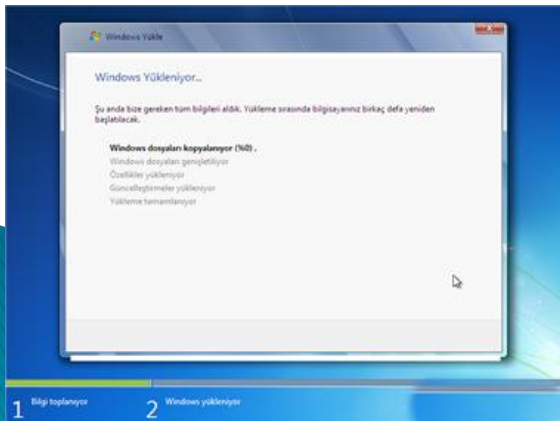 Windows Yükle
Windows Yükleniyor...
Şu anda bize gereken tüm bilgileri aldık. Yükleme sırasında bilgisayarınız birkaç defa yeniden
başlatılacak.
Windows dosyaları kopyalanıyor (%0) .
Windows dosyaları genişletiliyor
Özellikler yükleniyor
Güncelleştirmeler yükleniyor
Yükleme tamamlanıyor
1 Bilgi toplanıyor
2 Windows yükleniyor